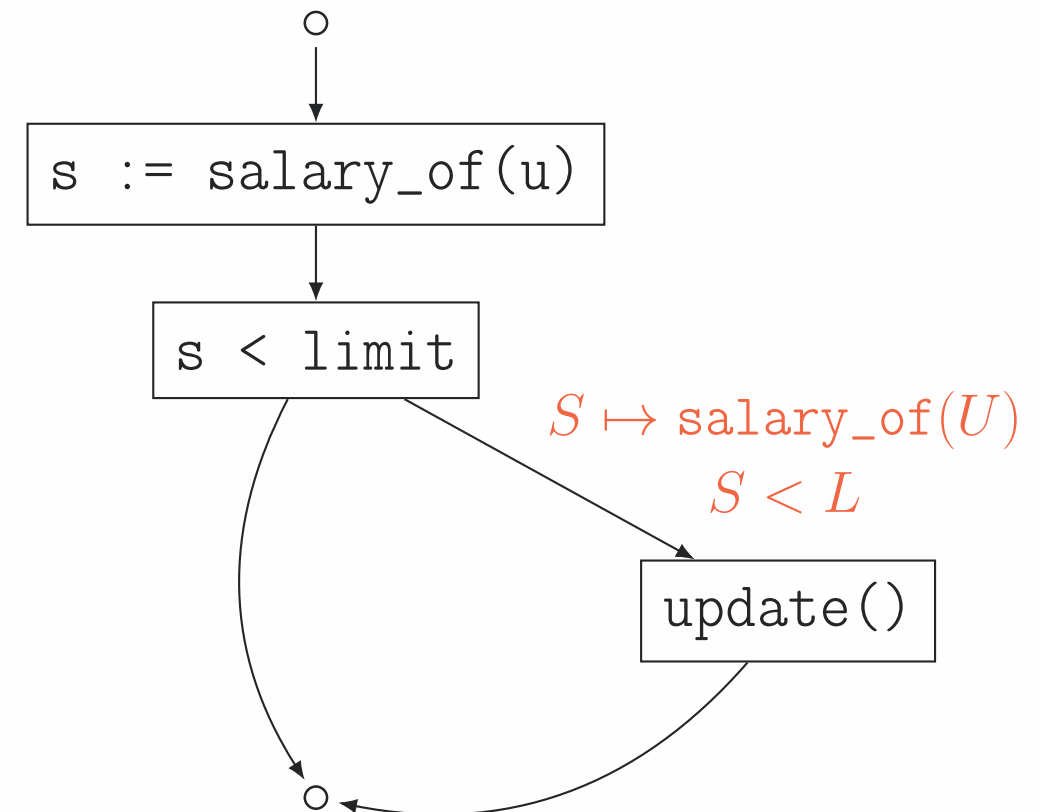 s := salary_of(u)
s < limit
S ↦ salary_of(U)
S < L
update()